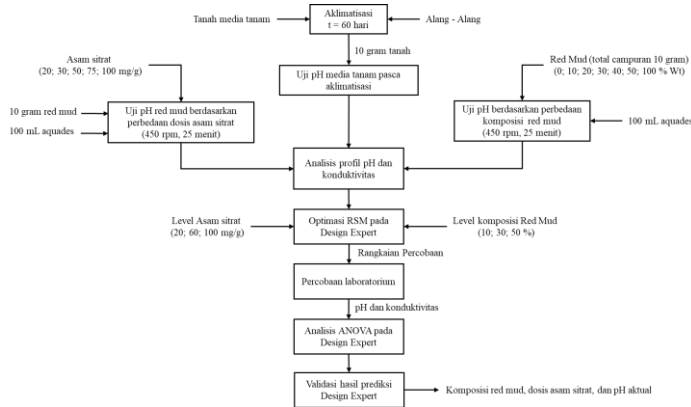 Tanah media tanam
Aklimatisasi
t = 60 hari
Alang - Alang
10 gram tanah
Asam sitrat
(20; 30; 50; 75; 100 mg/g)
Red Mud (total campuran 10 gram)
(0; 10; 20; 30; 40; 50; 100 % Wt)
Uji pH media tanam pasca
aklimatisasi
10 gram red mud
100 mL aquades
Uji pH red mud berdasarkan
perbedaan dosis asam sitrat
(450 rpm, 25 menit)
Uji pH berdasarkan perbedaan
komposisi red mud
(450 rpm, 25 menit)
100 mL aquades
Analisis profil pH dan
konduktivitas
Level Asam sitrat
(20; 60; 100 mg/g)
Optimasi RSM pada
Design Expert
Level komposisi Red Mud
(10; 30; 50 %)
Rangkaian Percobaan
Percobaan laboratorium
pH dan konduktivitas
Analisis ANOVA pada
Design Expert
Validasi hasil prediksi
Design Expert
Komposisi red mud, dosis asam sitrat, dan pH aktual